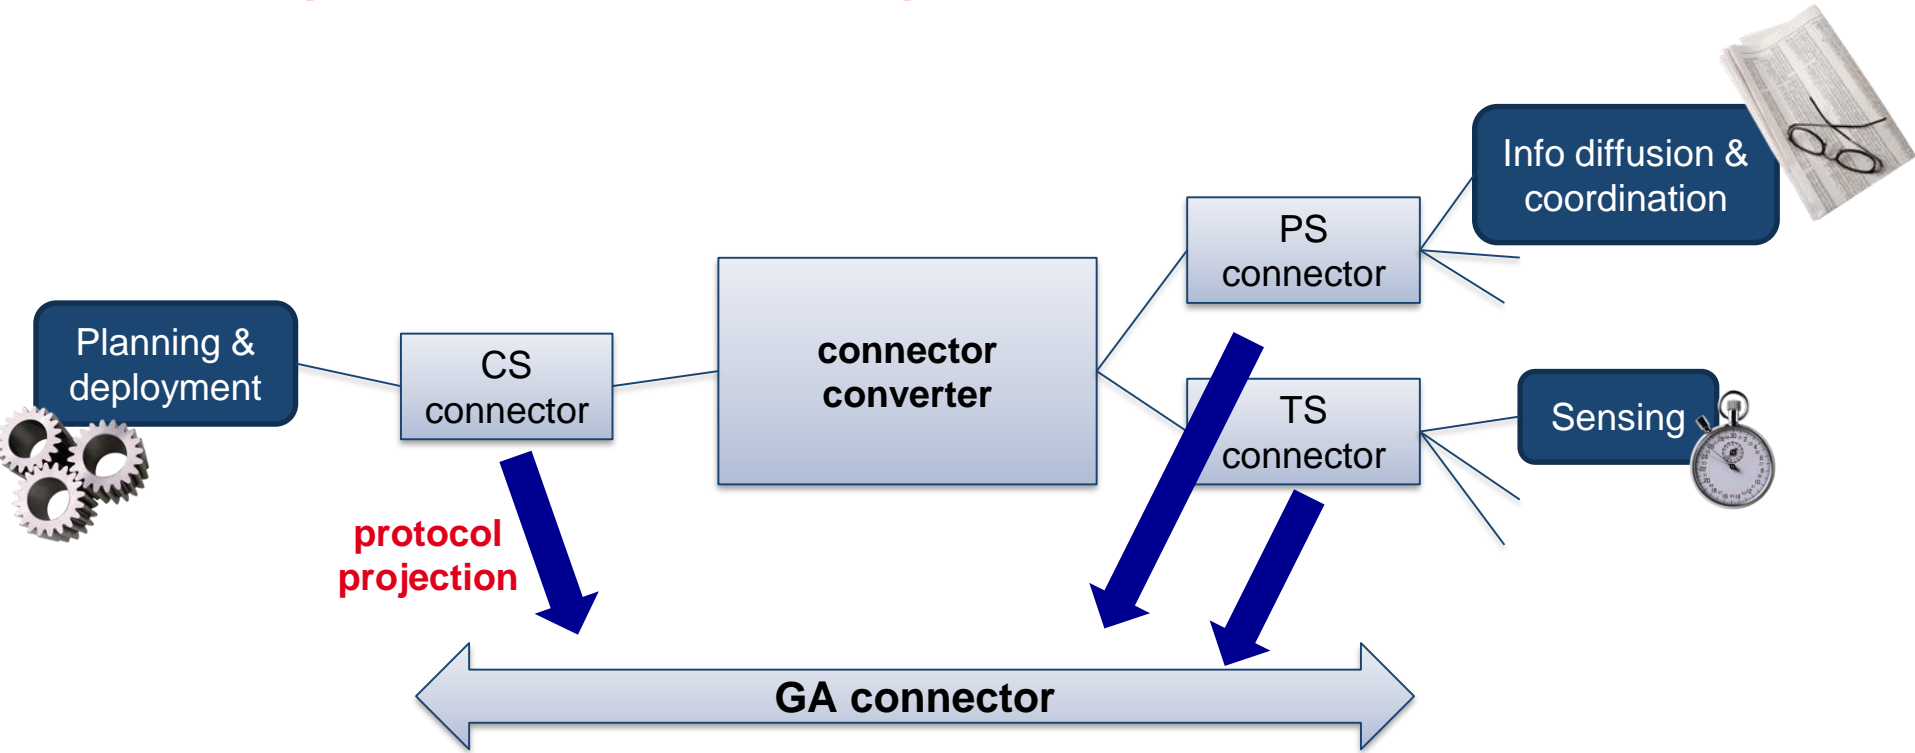 Info diffusion &
coordination
PS
connector
Planning &
deployment
CS
connector
connector
converter
TS
connector
Sensing
protocol
projection
GA connector